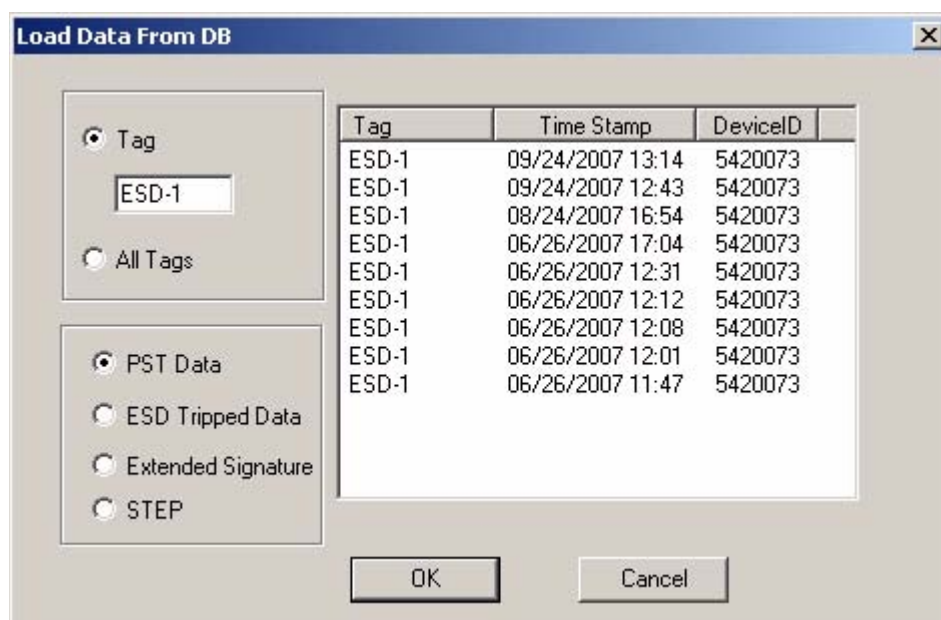 Load Data From DB
Tag
ESD-1
All Tags
PST Data
ESD Tripped Data
Extended Signature
STEP
Tag Time Stamp DeviceID
ESD-1 09/24/2007 13:14 5420073
ESD-1 09/24/2007 12:43 5420073
ESD-1 08/24/2007 16:54 5420073
ESD-1 06/26/2007 17:04 5420073
ESD-1 06/26/2007 12:31 5420073
ESD-1 06/26/2007 12:12 5420073
ESD-1 06/26/2007 12:08 5420073
ESD-1 06/26/2007 12:01 5420073
ESD-1 06/26/2007 11:47 5420073
OK Cancel